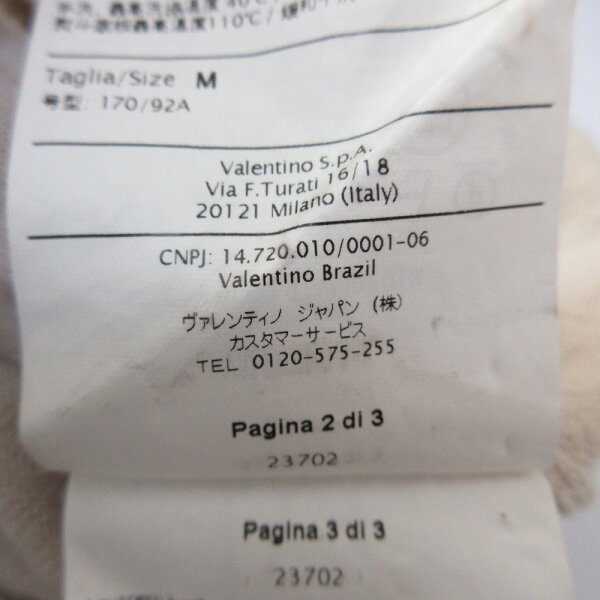 110℃/
Taglia/Size M
号型: 170/92A
Valentino S.p.A.
Via F.Turati 16/18
20121 Milano (Italy)
CNPJ: 14.720.010/0001-06
Valentino Brazil
ヴァレンティノ ジャパン (株)
カスタマーサービス
TEL 0120-575-255
Pagina 2 di 3
23702
Pagina 3 di 3
23702